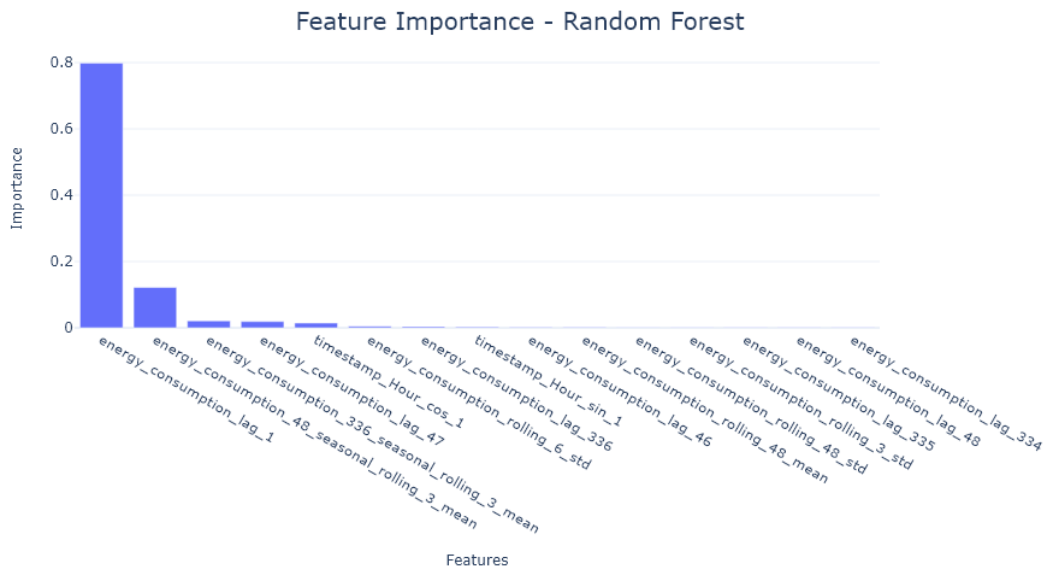 Feature Importance - Random Forest
Importance
0.8
0.6
0.4
0.2
0
energy_consumption_lag_1
energy_consumption_48_seasonal_rolling_3_mean
energy_consumption_336_seasonal_rolling_3_mean
energy_consumption_lag_47
timestamp_Hour_cos_1
energy_consumption_rolling_6_std
energy_consumption_lag_336
timestamp_Hour_sin_1
energy_consumption_lag_46
energy_consumption_rolling_48_mean
energy_consumption_rolling_48_std
energy_consumption_rolling_3_std
energy_consumption_lag_335
energy_consumption_lag_48
energy_consumption_lag_334
Features